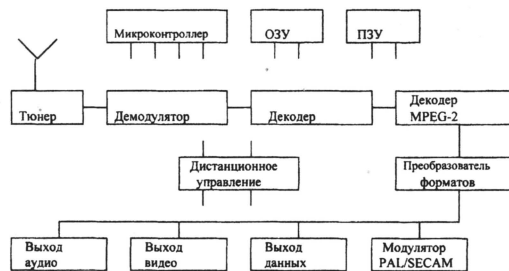 Микроконтроллер
ОЗУ
ПЗУ
Тюнер
Демодулятор
Декодер
Декодер
MPEG-2
Дистанционное
управление
Преобразователь
форматов
Выход
аудио
Выход
видео
Выход
данных
Модулятор
PAL/SECAM